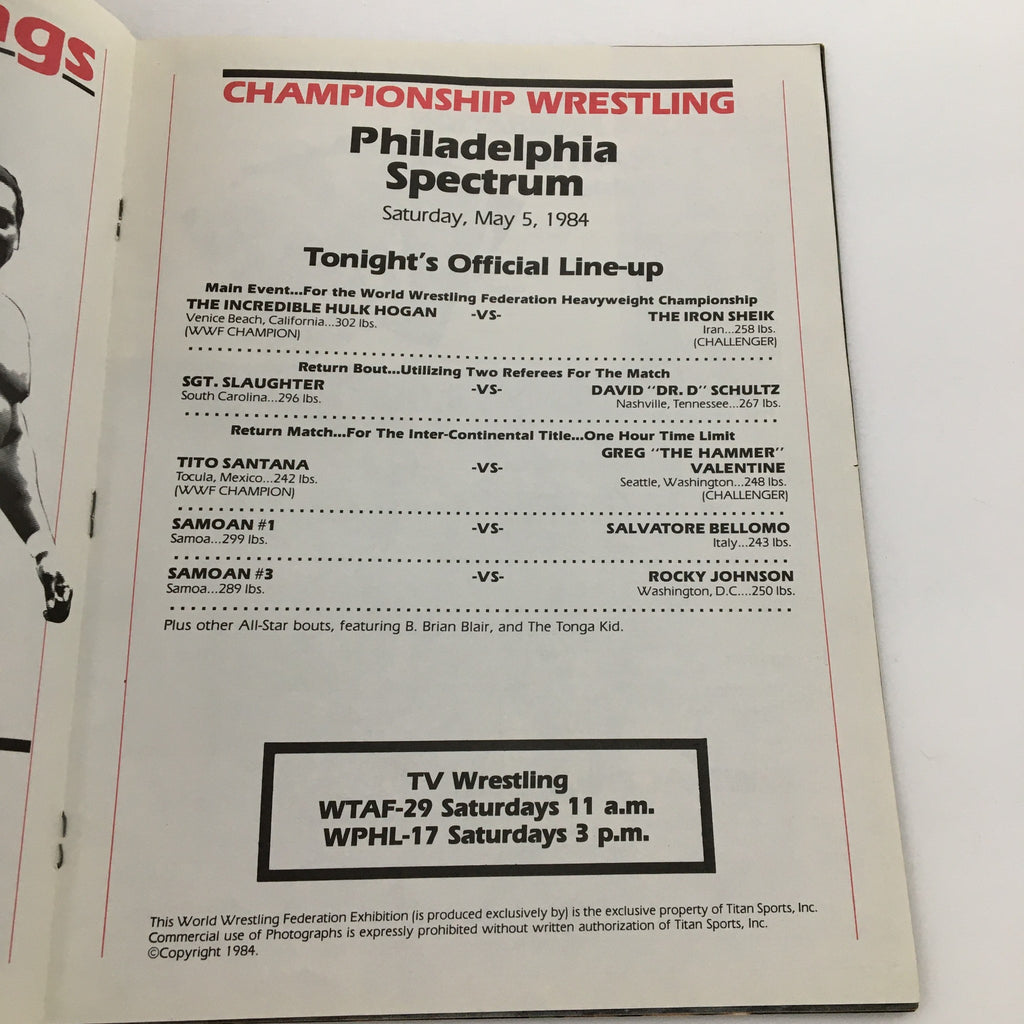 CHAMPIONSHIP WRESTLING
Philadelphia
Spectrum
Saturday, May 5, 1984
Tonight's Official Line-up
Main Event...For the World Wrestling Federation Heavyweight Championship
THE INCREDIBLE HULK HOGAN -VS- THE IRON SHEIK
Venice Beach, California...302 lbs. Iran...258 lbs.
(WWF CHAMPION) (CHALLENGER)
Return Bout...Utilizing Two Referees For The Match
SGT. SLAUGHTER -VS- DAVID "DR. D" SCHULTZ
South Carolina...296 lbs. Nashville, Tennessee...267 lbs.
Return Match...For The Inter-Continental Title...One Hour Time Limit
GREG "THE HAMMER"
TITO SANTANA -VS- VALENTINE
Tocula, Mexico...242 lbs. Seattle, Washington...248 lbs.
(WWF CHAMPION) (CHALLENGER)
SAMOAN #1 -VS- SALVATORE BELLOMO
Samoa...299 lbs. Italy...243 lbs.
SAMOAN #3 -VS- ROCKY JOHNSON
Samoa...289 lbs. Washington, D.C....250 lbs.
Plus other All-Star bouts, featuring B. Brian Blair, and The Tonga Kid.
TV Wrestling
WTAF-29 Saturdays 11 a.m.
WPHL-17 Saturdays 3 p.m.
This World Wrestling Federation Exhibition (is produced exclusively by) is the exclusive property of Titan Sports, Inc.
Commercial use of Photographs is expressly prohibited without written authorization of Titan Sports, Inc.
©Copyright 1984.